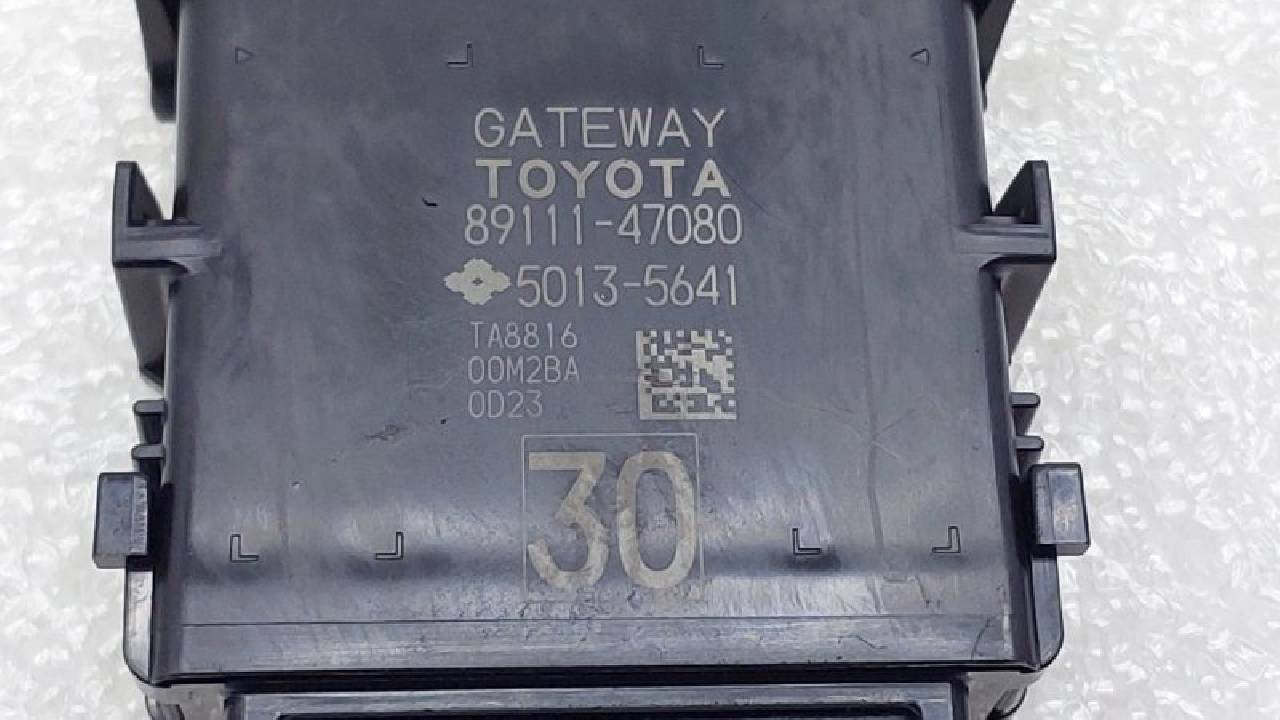 GATEWAY
TOYOTA
89111-47080
5013-5641
TA8816
00M2BA
0D23
30